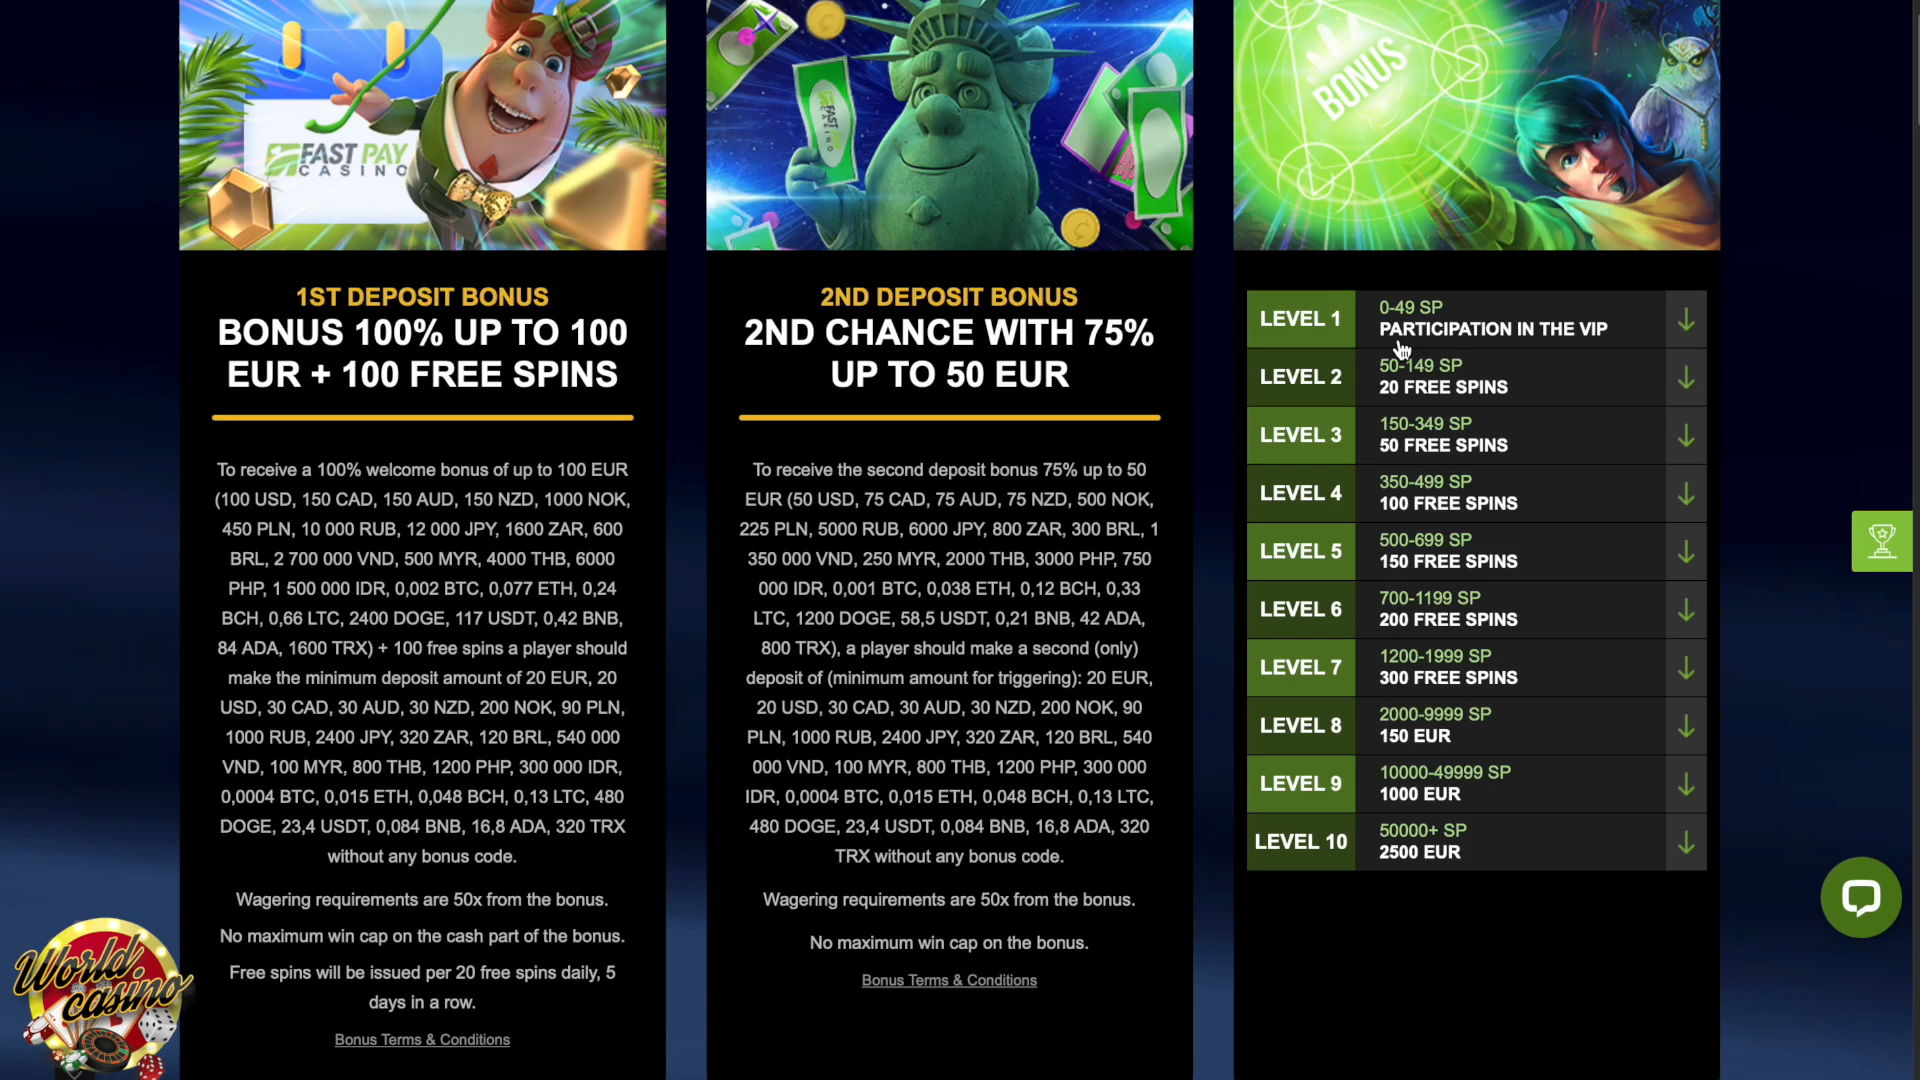 FAST PAY
CASINO
1ST DEPOSIT BONUS
BONUS 100% UP TO 100
EUR + 100 FREE SPINS
To receive a 100% welcome bonus of up to 100 EUR
(100 USD, 150 CAD, 150 AUD, 150 NZD, 1000 NOK,
450 PLN, 10 000 RUB, 12 000 JPY, 1600 ZAR, 600
BRL, 2 700 000 VND, 500 MYR, 4000 THB, 6000
PHP, 1 500 000 IDR, 0,002 BTC, 0,077 ETH, 0,24
BCH, 0,66 LTC, 2400 DOGE, 117 USDT, 0,42 BNB,
84 ADA, 1600 TRX) + 100 free spins a player should
make the minimum deposit amount of 20 EUR, 20
USD, 30 CAD, 30 AUD, 30 NZD, 200 NOK, 90 PLN,
1000 RUB, 2400 JPY, 320 ZAR, 120 BRL, 540 000
VND, 100 MYR, 800 THB, 1200 PHP, 300 000 IDR,
0,0004 BTC, 0,015 ETH, 0,048 BCH, 0,13 LTC, 480
DOGE, 23,4 USDT, 0,084 BNB, 16,8 ADA, 320 TRX
without any bonus code.
Wagering requirements are 50x from the bonus.
No maximum win cap on the cash part of the bonus.
Free spins will be issued per 20 free spins daily, 5
days in a row.
Bonus Terms & Conditions
World.
casino
FAST
CASINO
2ND DEPOSIT BONUS
2ND CHANCE WITH 75%
UP TO 50 EUR
To receive the second deposit bonus 75% up to 50
EUR (50 USD, 75 CAD, 75 AUD, 75 NZD, 500 NOK,
225 PLN, 5000 RUB, 6000 JPY, 800 ZAR, 300 BRL, 1
350 000 VND, 250 MYR, 2000 THB, 3000 PHP, 750
000 IDR, 0,001 BTC, 0,038 ETH, 0,12 BCH, 0,33
LTC, 1200 DOGE, 58,5 USDT, 0,21 BNB, 42 ADA,
800 TRX), a player should make a second (only)
deposit of (minimum amount for triggering): 20 EUR,
20 USD, 30 CAD, 30 AUD, 30 NZD, 200 NOK, 90
PLN, 1000 RUB, 2400 JPY, 320 ZAR, 120 BRL, 540
000 VND, 100 MYR, 800 THB, 1200 PHP, 300 000
IDR, 0,0004 BTC, 0,015 ETH, 0,048 BCH, 0,13 LTC,
480 DOGE, 23,4 USDT, 0,084 BNB, 16,8 ADA, 320
TRX without any bonus code.
Wagering requirements are 50x from the bonus.
No maximum win cap on the bonus.
Bonus Terms & Conditions
BONUS
LEVEL 1
0-49 SP
PARTICIPATION IN THE VIP
LEVEL 2
50-149 SP
20 FREE SPINS
LEVEL 3
150-349 SP
50 FREE SPINS
LEVEL 4
350-499 SP
100 FREE SPINS
LEVEL 5
500-699 SP
150 FREE SPINS
LEVEL 6
700-1199 SP
200 FREE SPINS
LEVEL 7
1200-1999 SP
300 FREE SPINS
LEVEL 8
2000-9999 SP
150 EUR
LEVEL 9
10000-49999 SP
1000 EUR
LEVEL 10
50000+ SP
2500 EUR